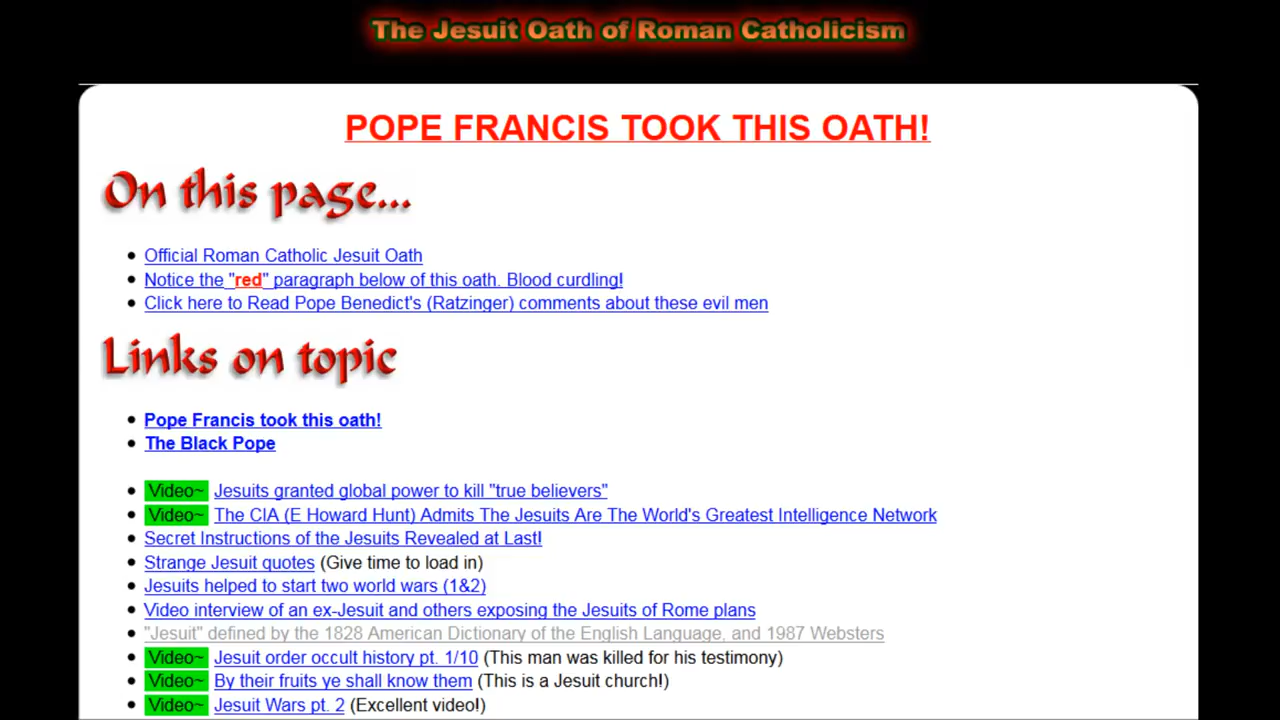 The Jesuit Oath of Roman Catholicism
POPE FRANCIS TOOK THIS OATH!
On this page...
Official Roman Catholic Jesuit Oath
Notice the "red" paragraph below of this oath. Blood curdling!
Click here to Read Pope Benedict's (Ratzinger) comments about these evil men
Links on topic
Pope Francis took this oath!
The Black Pope
Video~ Jesuits granted global power to kill "true believers"
Video~ The CIA (E Howard Hunt) Admits The Jesuits Are The World's Greatest Intelligence Network
Secret Instructions of the Jesuits Revealed at Last!
Strange Jesuit quotes (Give time to load in)
Jesuits helped to start two world wars (1&2)
Video interview of an ex-Jesuit and others exposing the Jesuits of Rome plans
"Jesuit" defined by the 1828 American Dictionary of the English Language, and 1987 Websters
Video~ Jesuit order occult history pt. 1/10 (This man was killed for his testimony)
Video~ By their fruits ye shall know them (This is a Jesuit church!)
Video~ Jesuit Wars pt. 2 (Excellent video!)